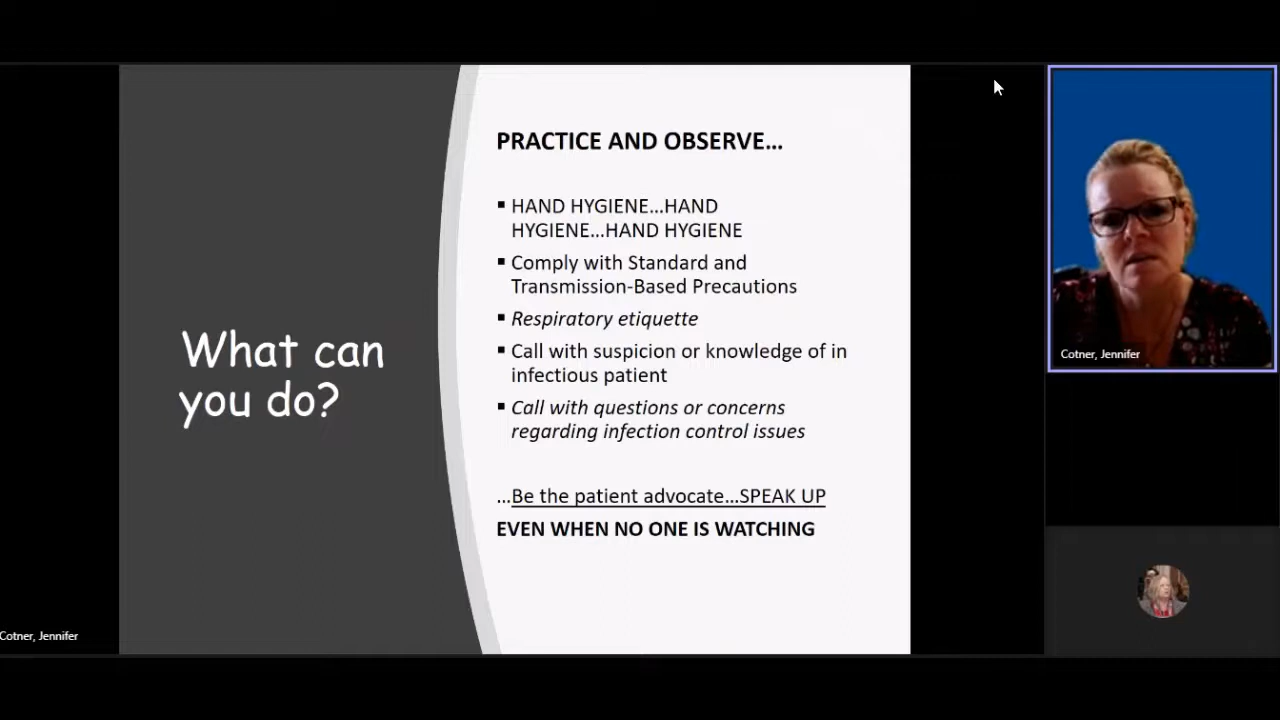 What can
you do?
PRACTICE AND OBSERVE...
▪ HAND HYGIENE...HAND
HYGIENE...HAND HYGIENE
▪ Comply with Standard and
Transmission-Based Precautions
▪ Respiratory etiquette
▪ Call with suspicion or knowledge of in
infectious patient
▪ Call with questions or concerns
regarding infection control issues
...Be the patient advocate...SPEAK UP
EVEN WHEN NO ONE IS WATCHING
Cotner, Jennifer
Cotner, Jennifer